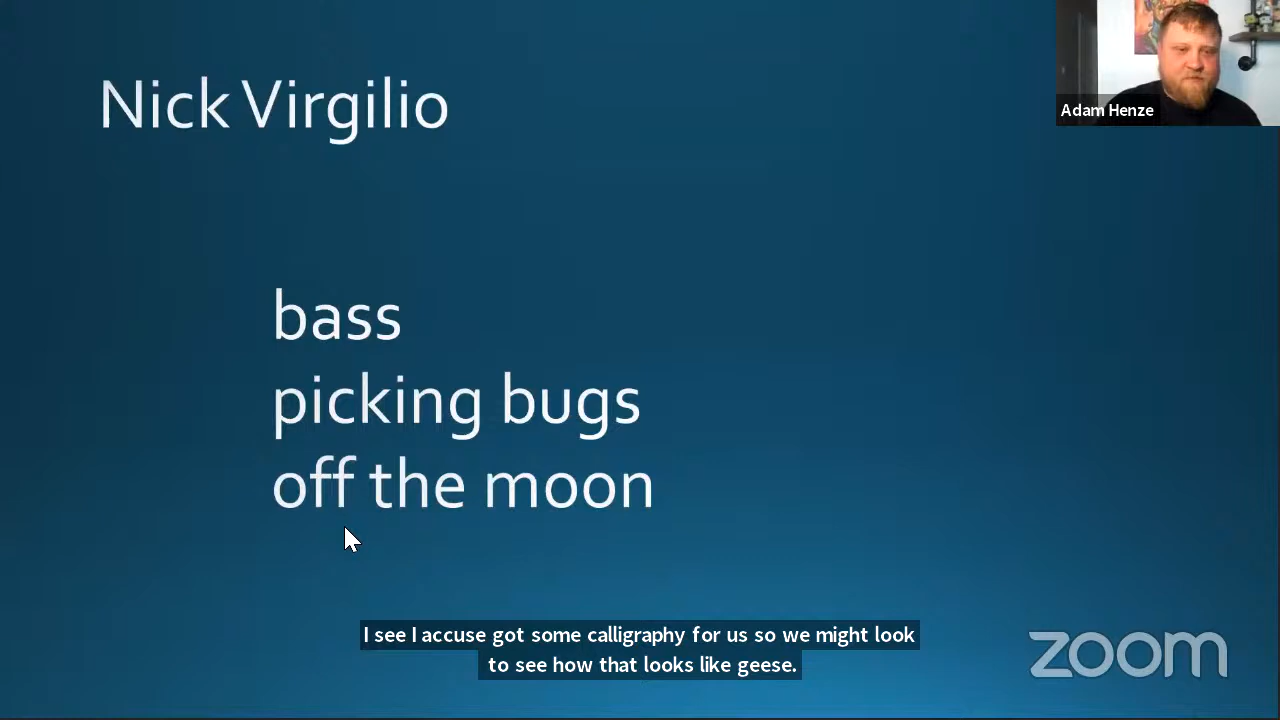 Nick Virgilio
Adam Henze
bass
picking bugs
off the moon
I see I accuse got some calligraphy for us so we might look
to see how that looks like geese.
zoom